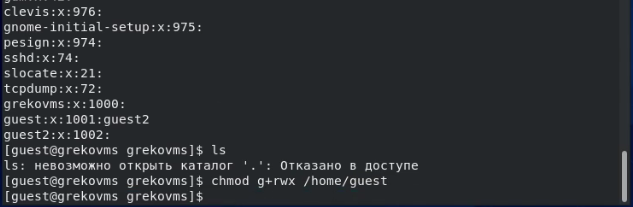 clevis:x:976:
gnome-initial-setup:x:975:
pesign:x:974:
sshd:x:74:
slocate:x:21:
tcpdump:x:72:
grekovms:x:1000:
guest:x:1001:guest2
guest2:x:1002:
[guest@grekovms grekovms]$ ls
ls: невозможно открыть каталог '.': Отказано в доступе
[guest@grekovms grekovms]$ chmod g+rwx /home/guest
[guest@grekovms grekovms]$